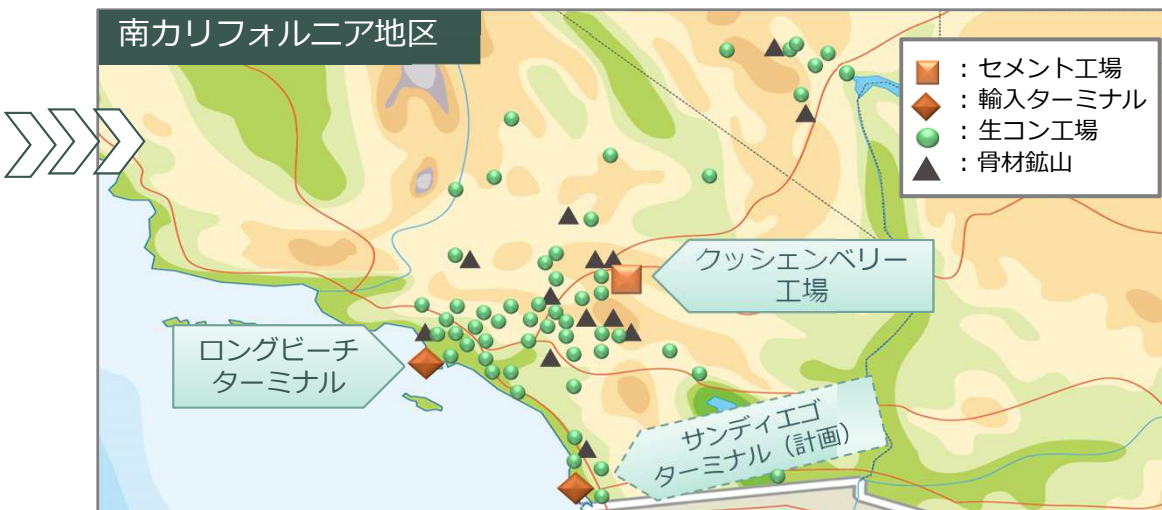 南カリフォルニア地区
：セメント工場
：輸入ターミナル
：生コン工場
：骨材鉱山
クッシェンベリー
工場
ロングビーチ
ターミナル
サンディエゴ
ターミナル（計画）